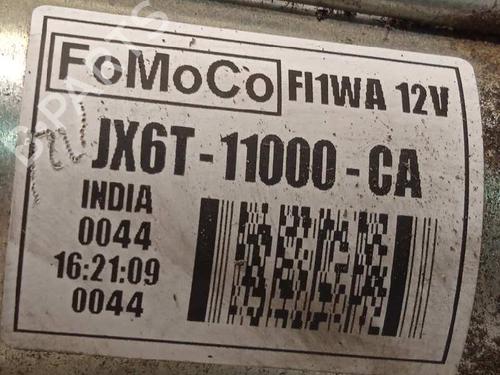 FoMoCo FI1WA 12V
JX6T-11000-CA
INDIA
0044
16:21:09
0044